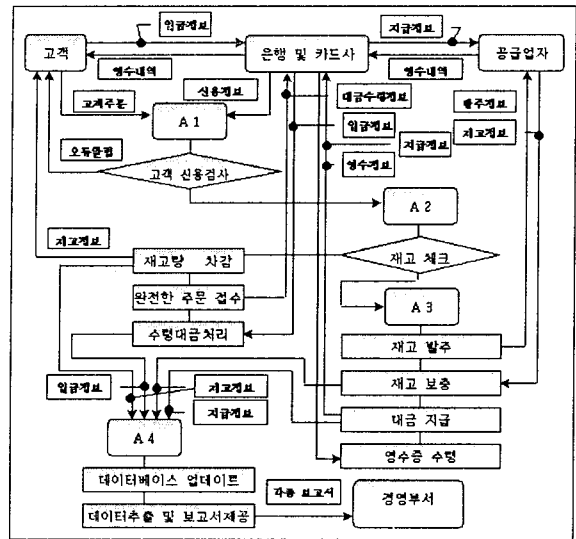 입금정보
지급정보
고객
은행 및 카드사
공급업자
영수내역
영수내역
신용정보
대금수령정보
발주정보
고객주문
A 1
입금정보
재고정보
오등알림
지급정보
고객 신용검사
영수정보
A 2
재고정보
재고량 차감
재고 체크
완전한 주문 접수
A 3
수령대금처리
재고 발주
입금정보
재고정보
재고 보충
지급정보
A 4
대금 지급
영수증 수령
데이터베이스 업데이트
각종 보고서
경영부서
데이터추출 및 보고서제공